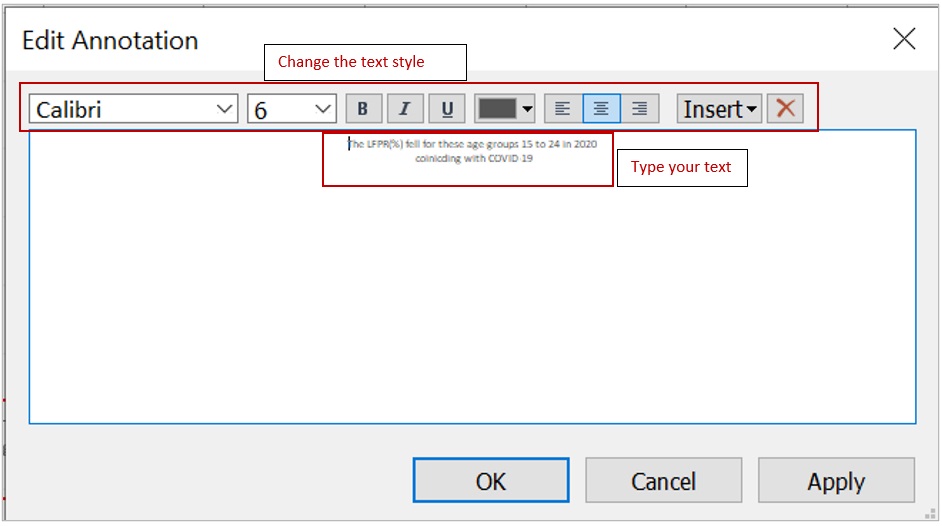 Edit Annotation
Change the text style
Calibri
6
B I U
Insert
The LFPR(%) fell for these age groups 15 to 24 in 2020
coinicding with COVID-19
Type your text
OK
Cancel
Apply